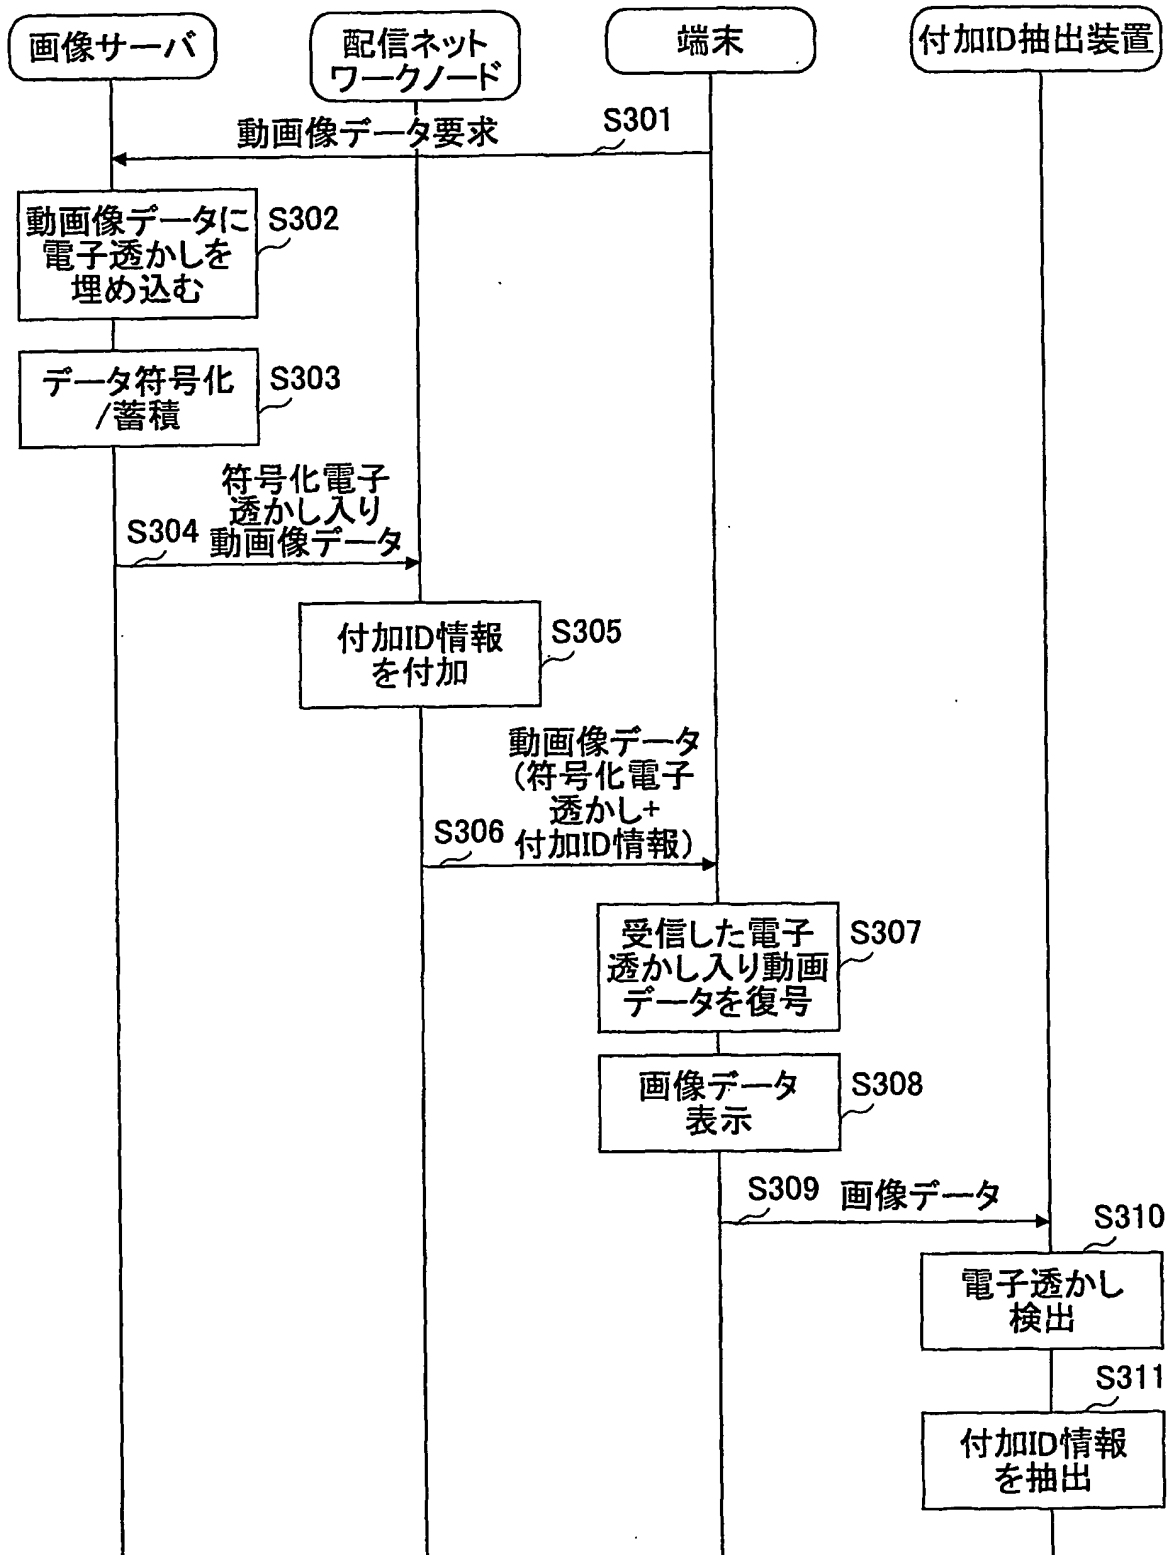 画像サーバ
配信ネット
ワークノード
端末
付加ID抽出装置
動画像データ要求
S301
動画像データに
電子透かしを
埋め込む
S302
データ符号化
/蓄積
S303
符号化電子
透かし入り
動画像データ
S304
付加ID情報
を付加
S305
動画像データ
(符号化電子
透かし+
付加ID情報)
S306
受信した電子
透かし入り動画
データを復号
S307
画像データ
表示
S308
S309
画像データ
S310
電子透かし
検出
S311
付加ID情報
を抽出